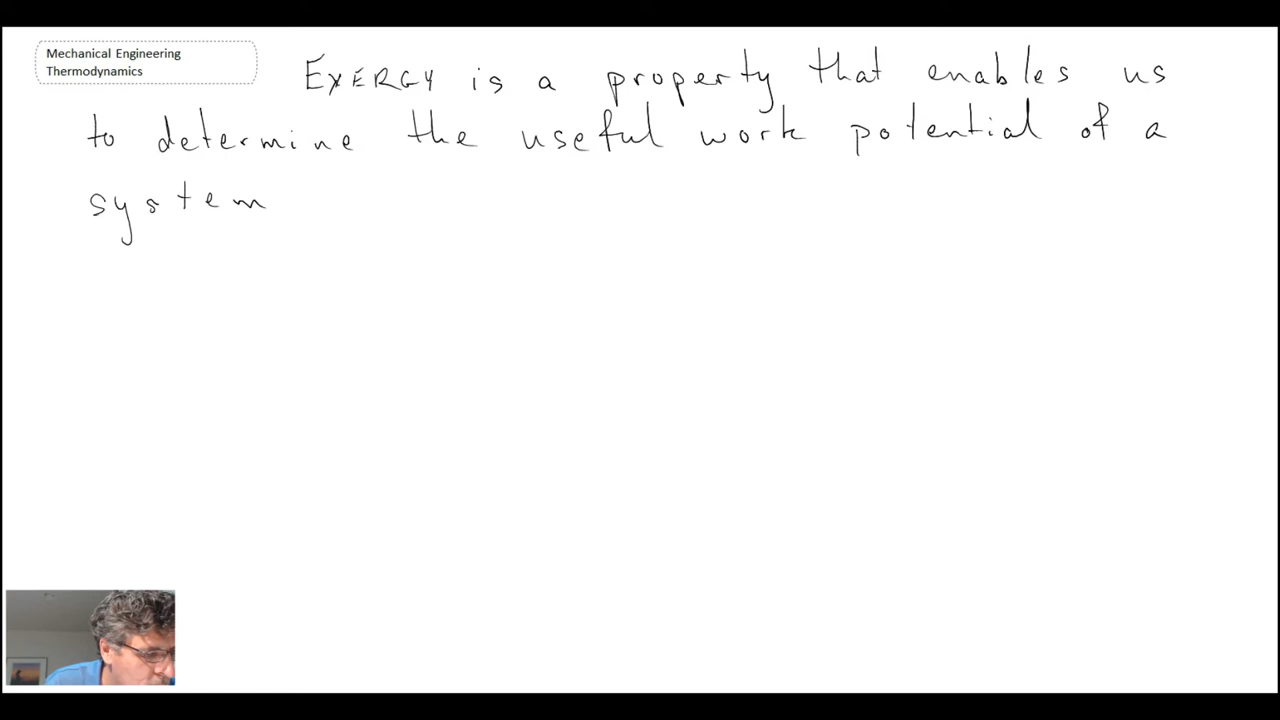 Mechanical Engineering
Thermodynamics
EXERGY is a property that enables us
to determine the useful work potential of a
system